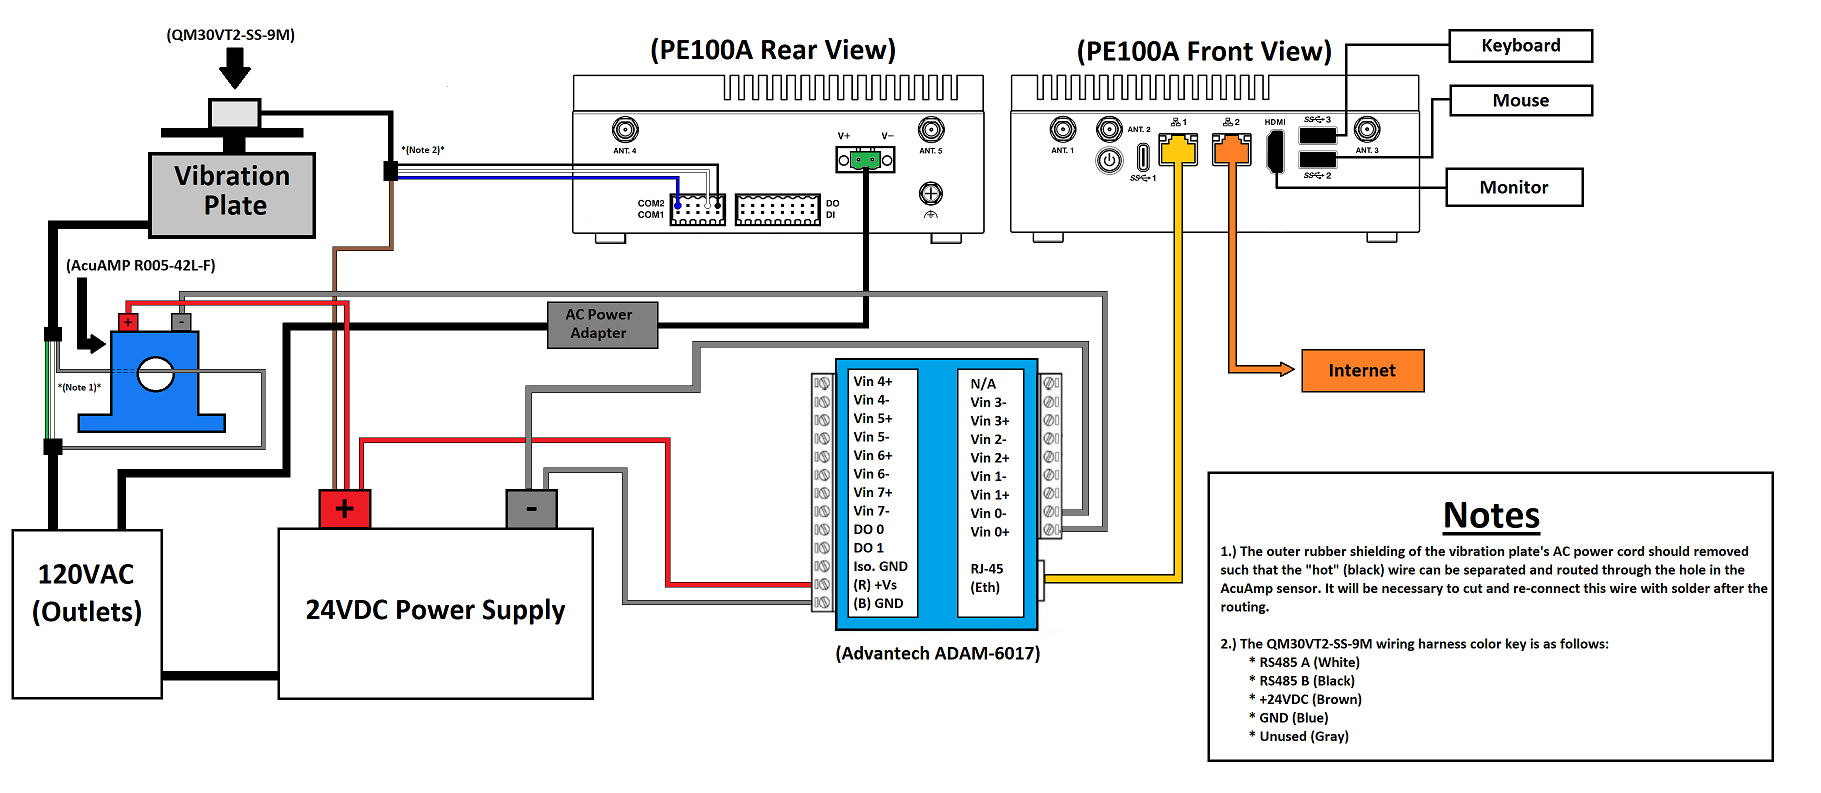 (QM30VT2-SS-9M)
Vibration
Plate
(AcuAMP R005-42L-F)
+
-
*(Note 1)*
*(Note 2)*
(PE100A Rear View)
ANT. 4
V+
V-
ANT. 5
COM2
COM1
DO
DI
(PE100A Front View)
ANT. 1
ANT. 2
1
2
HDMI
SS 3
SS 1
SS 2
ANT. 3
Keyboard
Mouse
Monitor
Internet
AC Power
Adapter
120VAC
(Outlets)
+
-
24VDC Power Supply
Vin 4+
Vin 4-
Vin 5+
Vin 5-
Vin 6+
Vin 6-
Vin 7+
Vin 7-
DO 0
DO 1
Iso. GND
(R) +Vs
(B) GND
N/A
Vin 3-
Vin 3+
Vin 2-
Vin 2+
Vin 1-
Vin 1+
Vin 0-
Vin 0+
RJ-45
(Eth)
(Advantech ADAM-6017)
Notes
1.) The outer rubber shielding of the vibration plate's AC power cord should removed
such that the "hot" (black) wire can be separated and routed through the hole in the
AcuAmp sensor. It will be necessary to cut and re-connect this wire with solder after the
routing.
2.) The QM30VT2-SS-9M wiring harness color key is as follows:
* RS485 A (White)
* RS485 B (Black)
* +24VDC (Brown)
* GND (Blue)
* Unused (Gray)